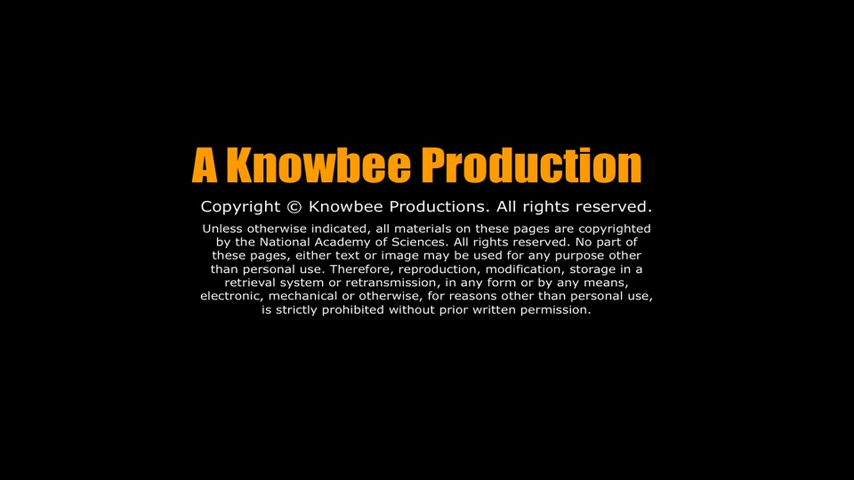 A Knowbee Production
Copyright © Knowbee Productions. All rights reserved.
Unless otherwise indicated, all materials on these pages are copyrighted
by the National Academy of Sciences. All rights reserved. No part of
these pages, either text or image may be used for any purpose other
than personal use. Therefore, reproduction, modification, storage in a
retrieval system or retransmission, in any form or by any means,
electronic, mechanical or otherwise, for reasons other than personal use,
is strictly prohibited without prior written permission.